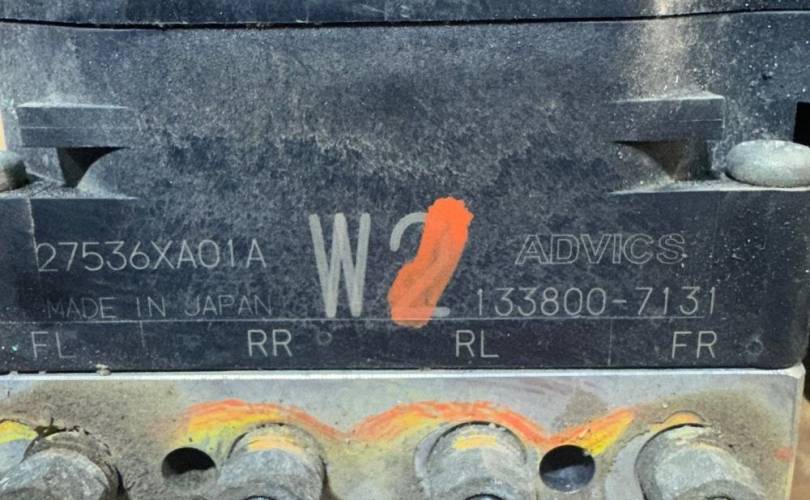 27536XA01A
MADE IN JAPAN
W2
ADVICS
133800-7131
FL RR RL FR